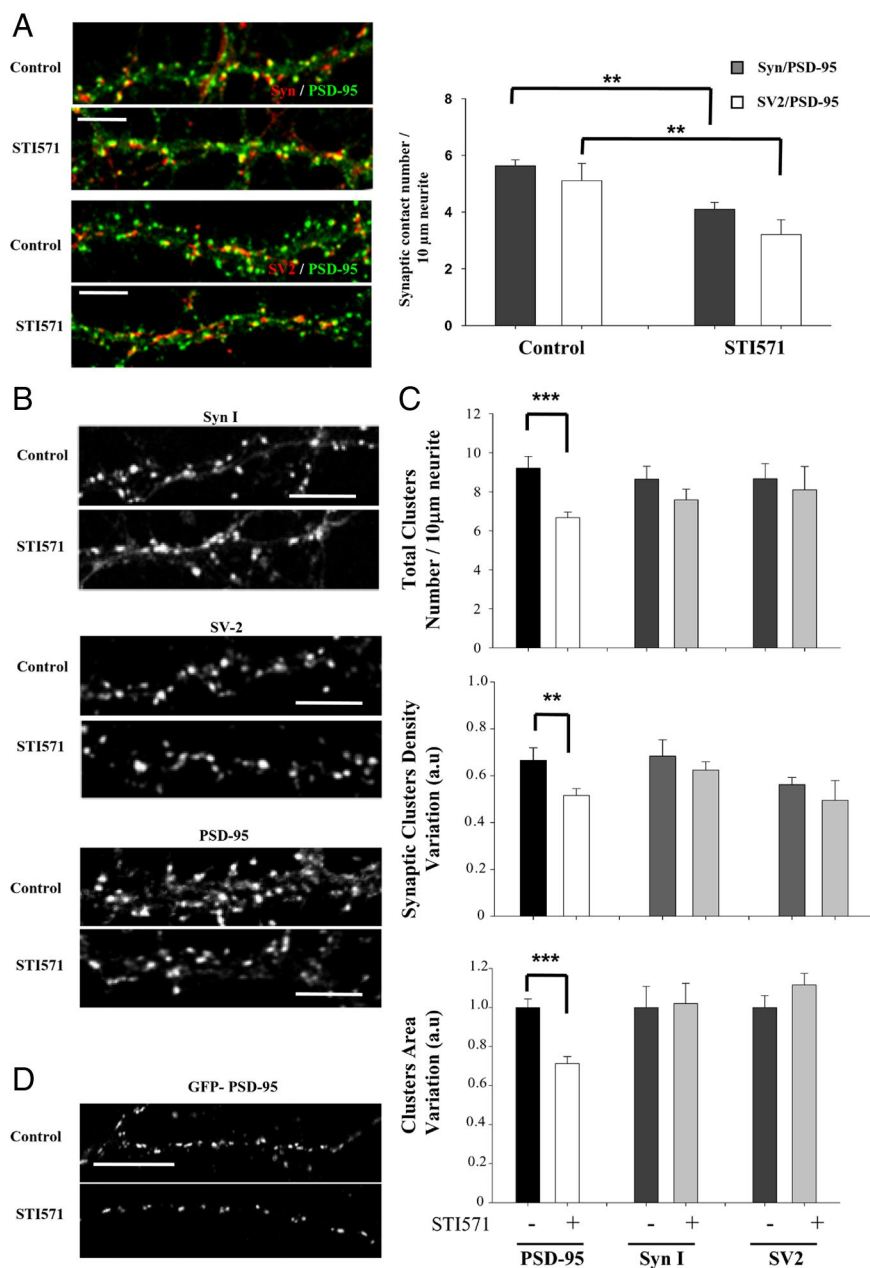 A
Control
Syn / PSD-95
STI571
Control
SV2 / PSD-95
STI571
Syn/PSD-95
SV2/PSD-95
**
**
8
6
4
2
0
Synaptic contact number /
10 µm neurite
Control
STI571
B
Syn I
Control
STI571
SV-2
Control
STI571
PSD-95
Control
STI571
C
***
12
10
8
6
4
2
0
Total Clusters
Number / 10µm neurite
**
1.0
0.8
0.6
0.4
0.2
0
Synaptic Clusters Density
Variation (a.u)
***
1.2
1.0
0.8
0.6
0.4
0.2
0.0
Clusters Area
Variation (a.u)
STI571 - + - + - +
PSD-95 Syn I SV2
D
GFP- PSD-95
Control
STI571